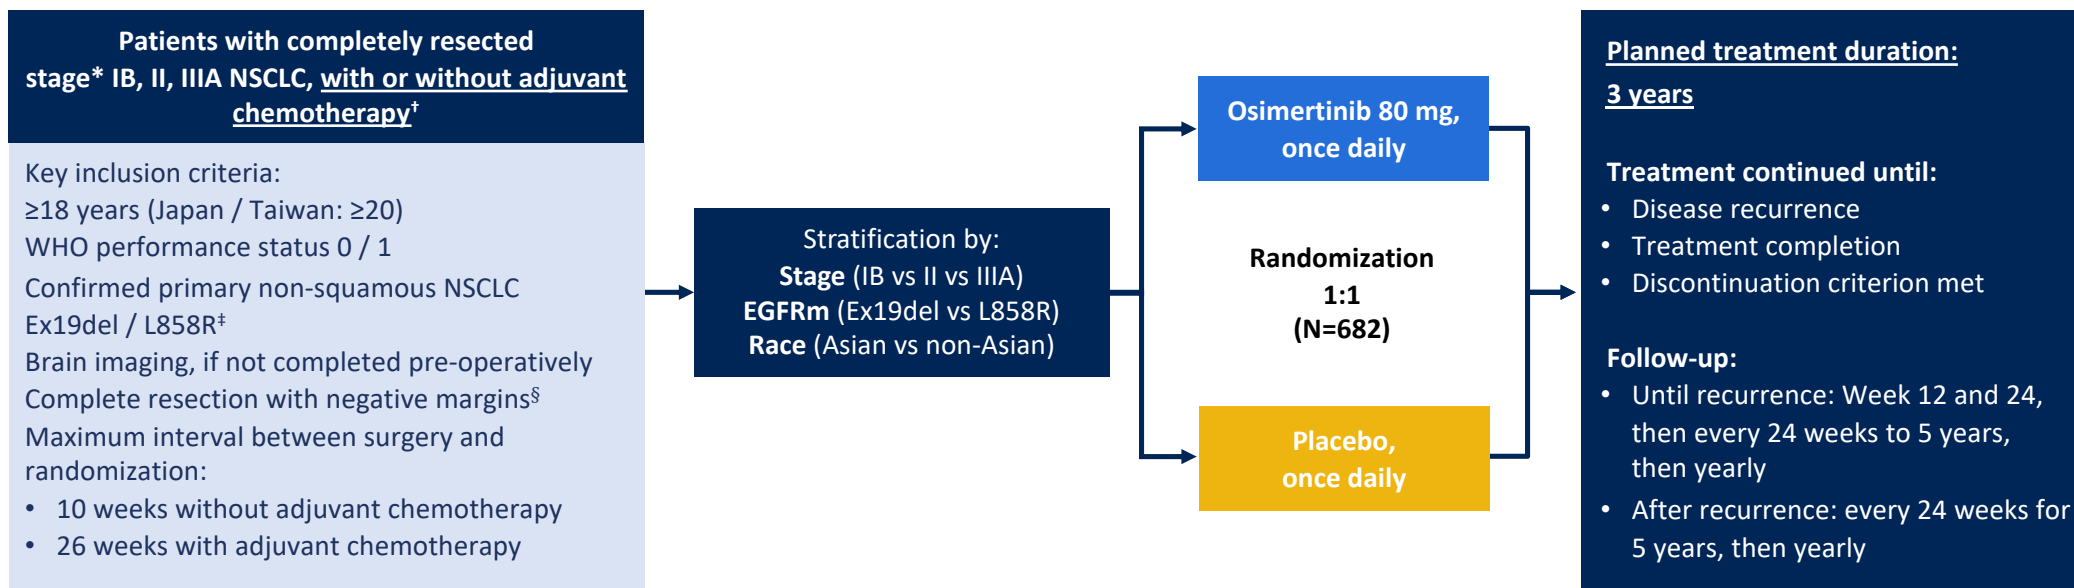 Patients with completely resected
stage* IB, II, IIIA NSCLC, with or without adjuvant
chemotherapy†
Key inclusion criteria:
≥18 years (Japan / Taiwan: ≥20)
WHO performance status 0 / 1
Confirmed primary non-squamous NSCLC
Ex19del / L858R‡
Brain imaging, if not completed pre-operatively
Complete resection with negative margins§
Maximum interval between surgery and
randomization:
• 10 weeks without adjuvant chemotherapy
• 26 weeks with adjuvant chemotherapy
Stratification by:
Stage (IB vs II vs IIIA)
EGFRm (Ex19del vs L858R)
Race (Asian vs non-Asian)
Osimertinib 80 mg,
once daily
Randomization
1:1
(N=682)
Placebo,
once daily
Planned treatment duration:
3 years
Treatment continued until:
• Disease recurrence
• Treatment completion
• Discontinuation criterion met
Follow-up:
• Until recurrence: Week 12 and 24,
then every 24 weeks to 5 years,
then yearly
• After recurrence: every 24 weeks for
5 years, then yearly